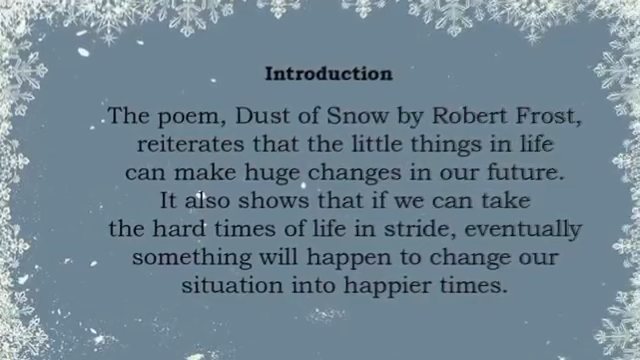 Introduction
The poem, Dust of Snow by Robert Frost,
reiterates that the little things in life
can make huge changes in our future.
It also shows that if we can take
the hard times of life in stride, eventually
something will happen to change our
situation into happier times.